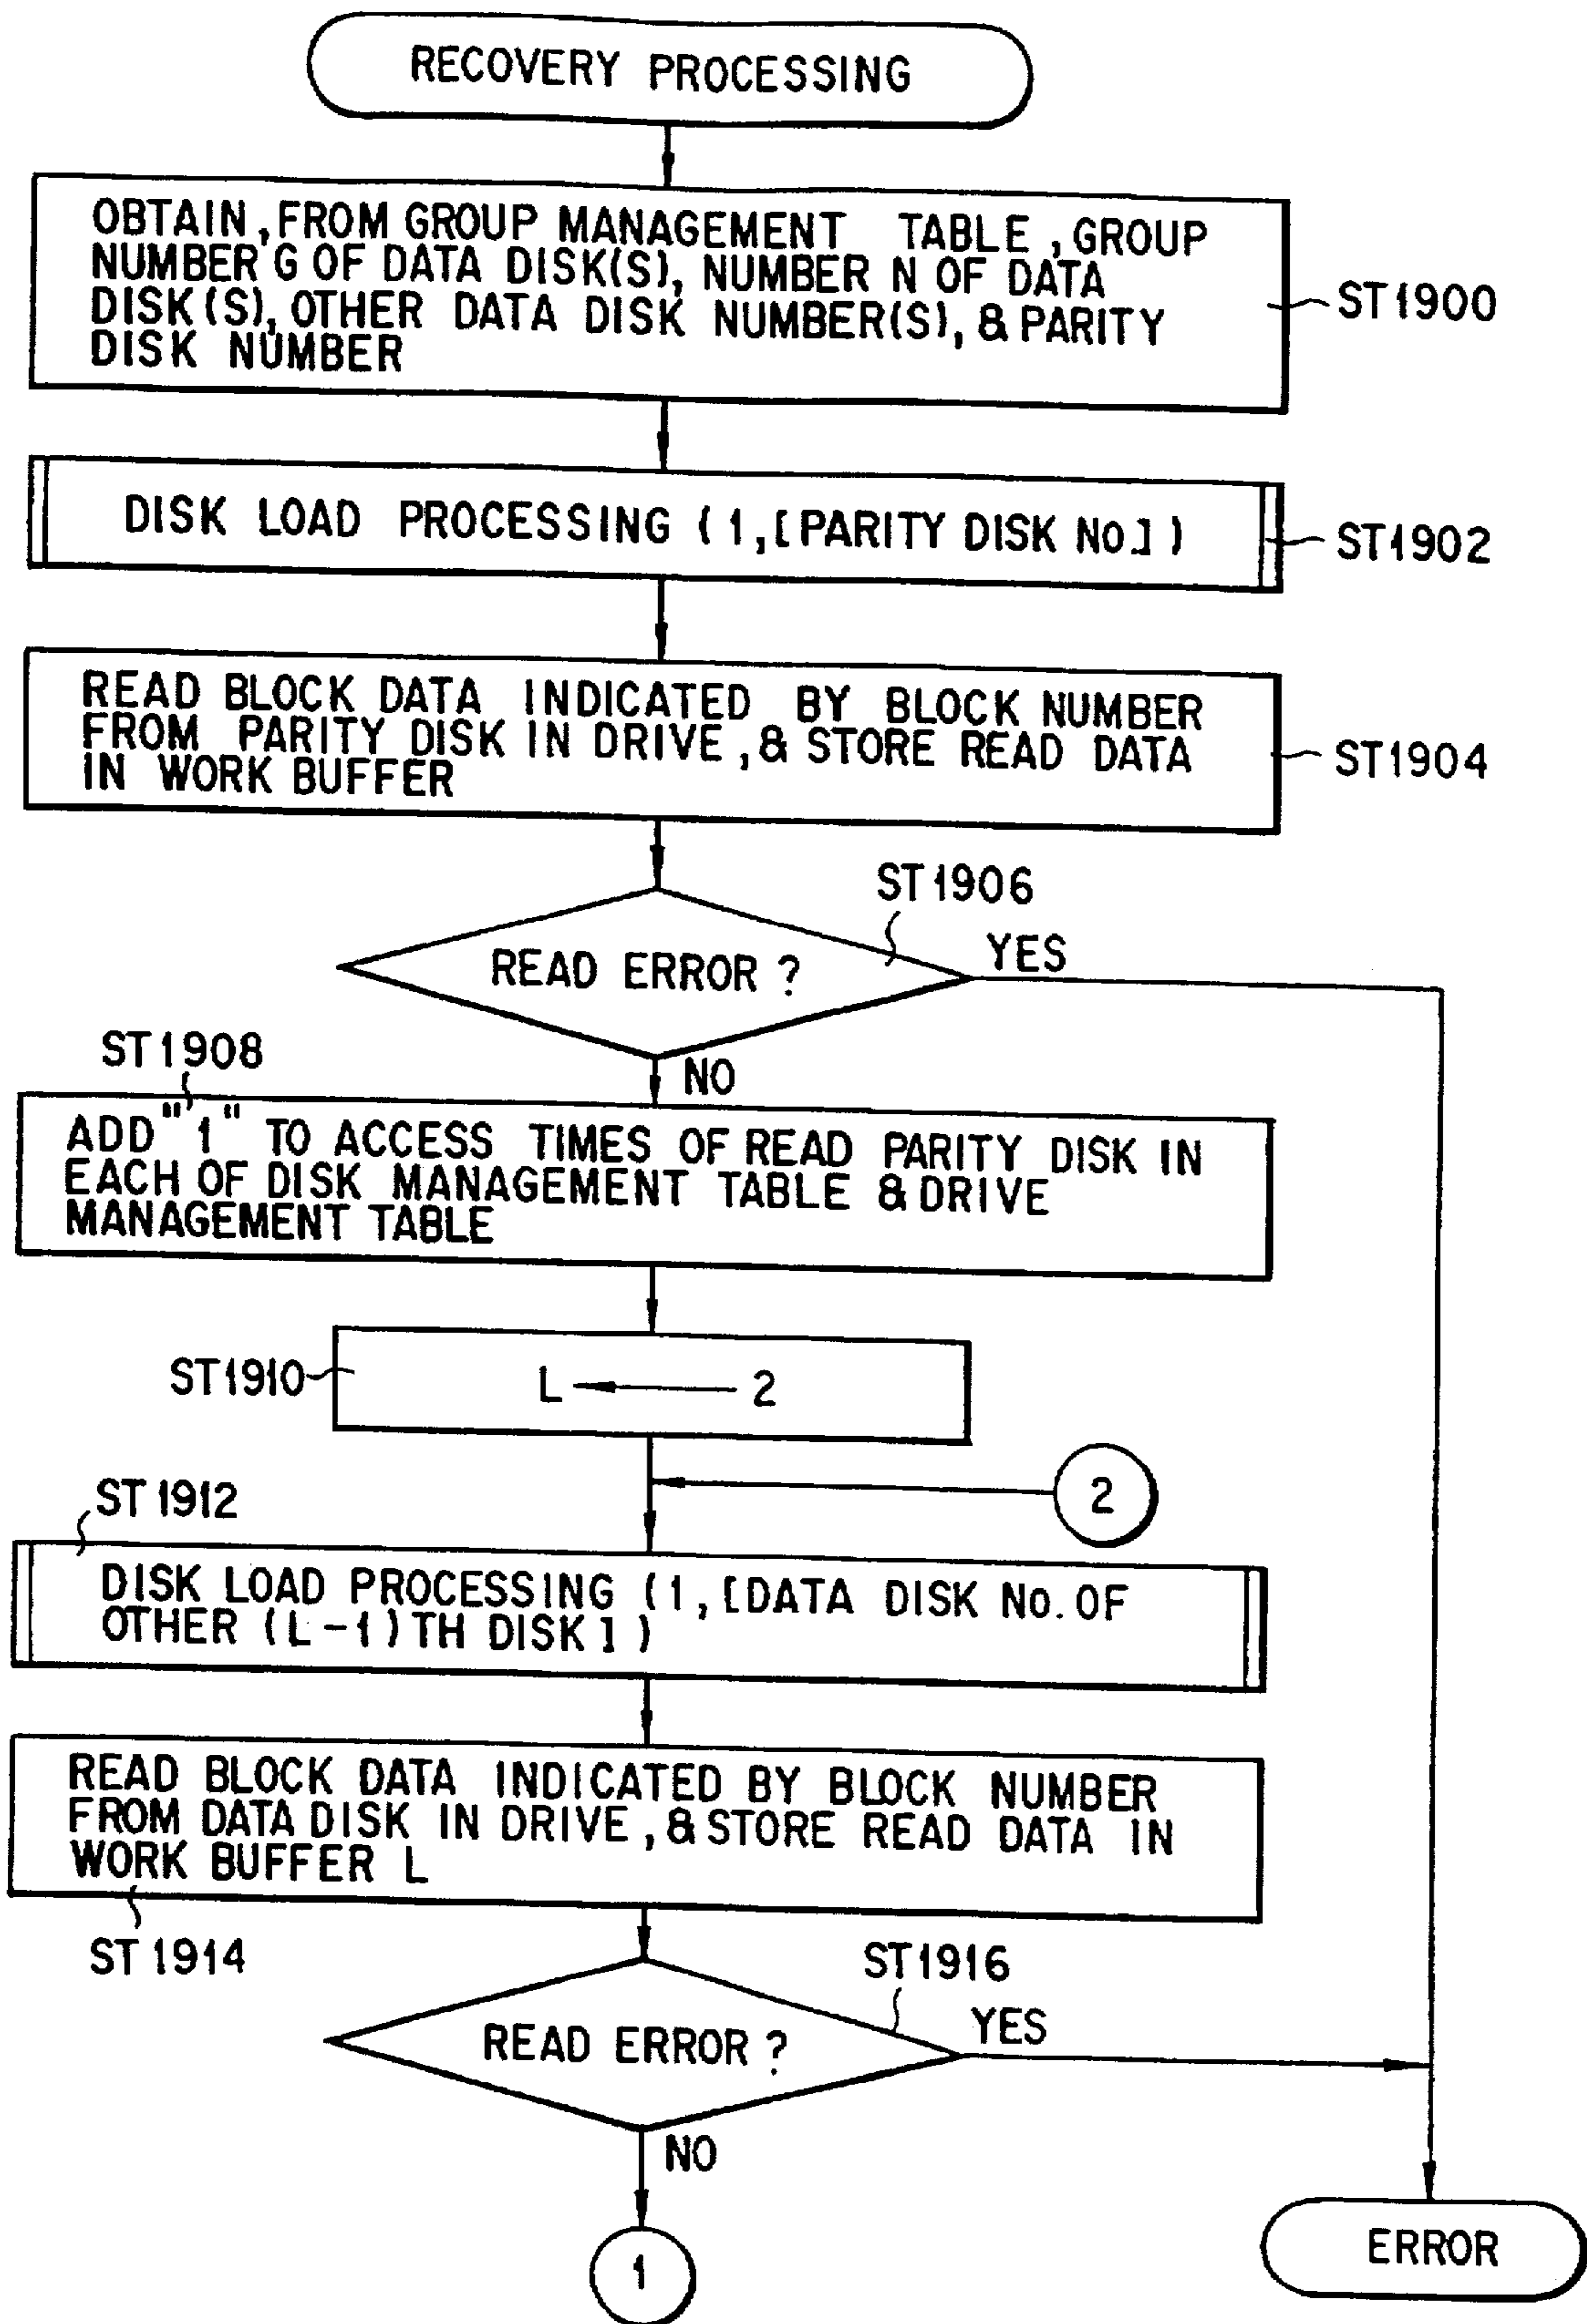 RECOVERY PROCESSING
OBTAIN, FROM GROUP MANAGEMENT TABLE, GROUP
NUMBER G OF DATA DISK(S), NUMBER N OF DATA
DISK(S), OTHER DATA DISK NUMBER(S), & PARITY
DISK NUMBER
ST1900
DISK LOAD PROCESSING (1, [PARITY DISK No.])
ST1902
READ BLOCK DATA INDICATED BY BLOCK NUMBER
FROM PARITY DISK IN DRIVE, & STORE READ DATA
IN WORK BUFFER
ST1904
ST1906
READ ERROR ?
YES
NO
ST1908
ADD "1" TO ACCESS TIMES OF READ PARITY DISK IN
EACH OF DISK MANAGEMENT TABLE & DRIVE
MANAGEMENT TABLE
ST1910
L ← 2
2
ST1912
DISK LOAD PROCESSING (1, [DATA DISK No. OF
OTHER (L-1)TH DISK])
READ BLOCK DATA INDICATED BY BLOCK NUMBER
FROM DATA DISK IN DRIVE, & STORE READ DATA IN
WORK BUFFER L
ST1914
ST1916
READ ERROR ?
YES
NO
1
ERROR